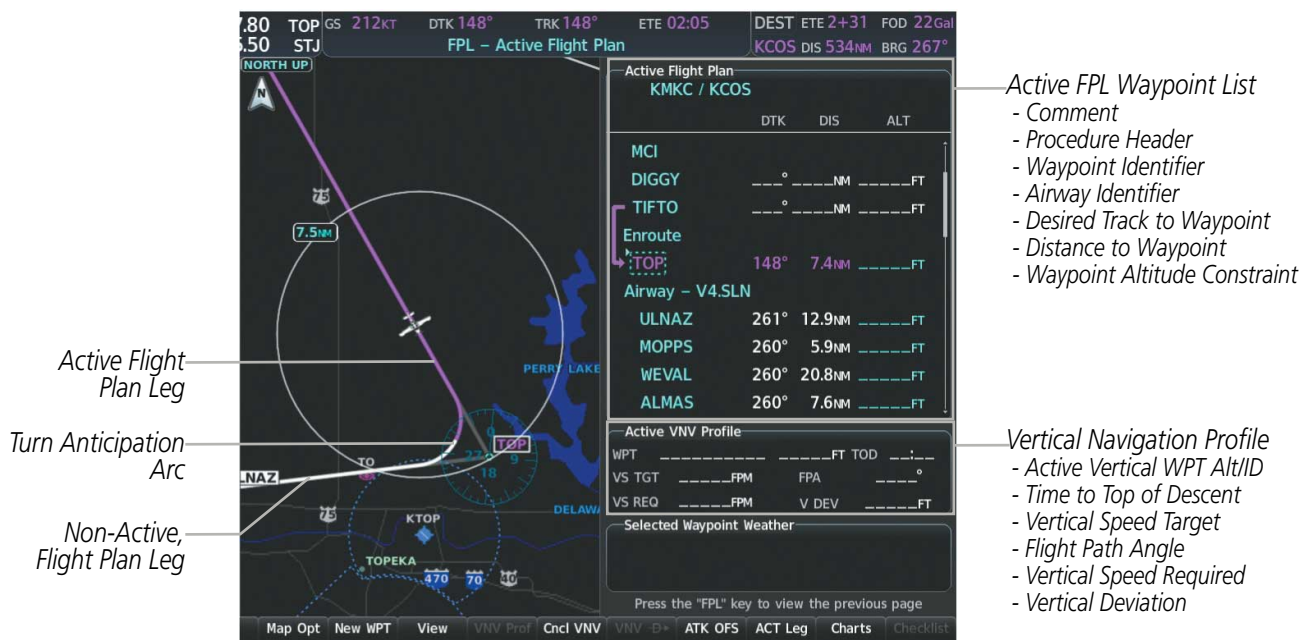 7.80 TOP GS 212KT DTK 148° TRK 148° ETE 02:05 DEST ETE 2+31 FOD 22Gal
5.50 STJ FPL – Active Flight Plan KCOS DIS 534NM BRG 267°
NORTH UP
N
75
7.5NM
PERRY LAKE
TOP
0
27 9
18
TO
LNAZ
75
DELAW
KTOP
TOPEKA
470 70 40
Active Flight Plan
KMKC / KCOS
DTK DIS ALT
MCI
DIGGY ___° ____NM _____FT
TIFTO ___° ____NM _____FT
Enroute
TOP 148° 7.4NM _____FT
Airway – V4.SLN
ULNAZ 261° 12.9NM _____FT
MOPPS 260° 5.9NM _____FT
WEVAL 260° 20.8NM _____FT
ALMAS 260° 7.6NM _____FT
Active VNV Profile
WPT __________ _____FT TOD __:__
VS TGT _____FPM FPA ____°
VS REQ _____FPM V DEV _____FT
Selected Waypoint Weather
Press the "FPL" key to view the previous page
Map Opt New WPT View VNV Prof Cncl VNV VNV D ATK OFS ACT Leg Charts Checklist
Active Flight
Plan Leg
Turn Anticipation
Arc
Non-Active,
Flight Plan Leg
Active FPL Waypoint List
- Comment
- Procedure Header
- Waypoint Identifier
- Airway Identifier
- Desired Track to Waypoint
- Distance to Waypoint
- Waypoint Altitude Constraint
Vertical Navigation Profile
- Active Vertical WPT Alt/ID
- Time to Top of Descent
- Vertical Speed Target
- Flight Path Angle
- Vertical Speed Required
- Vertical Deviation